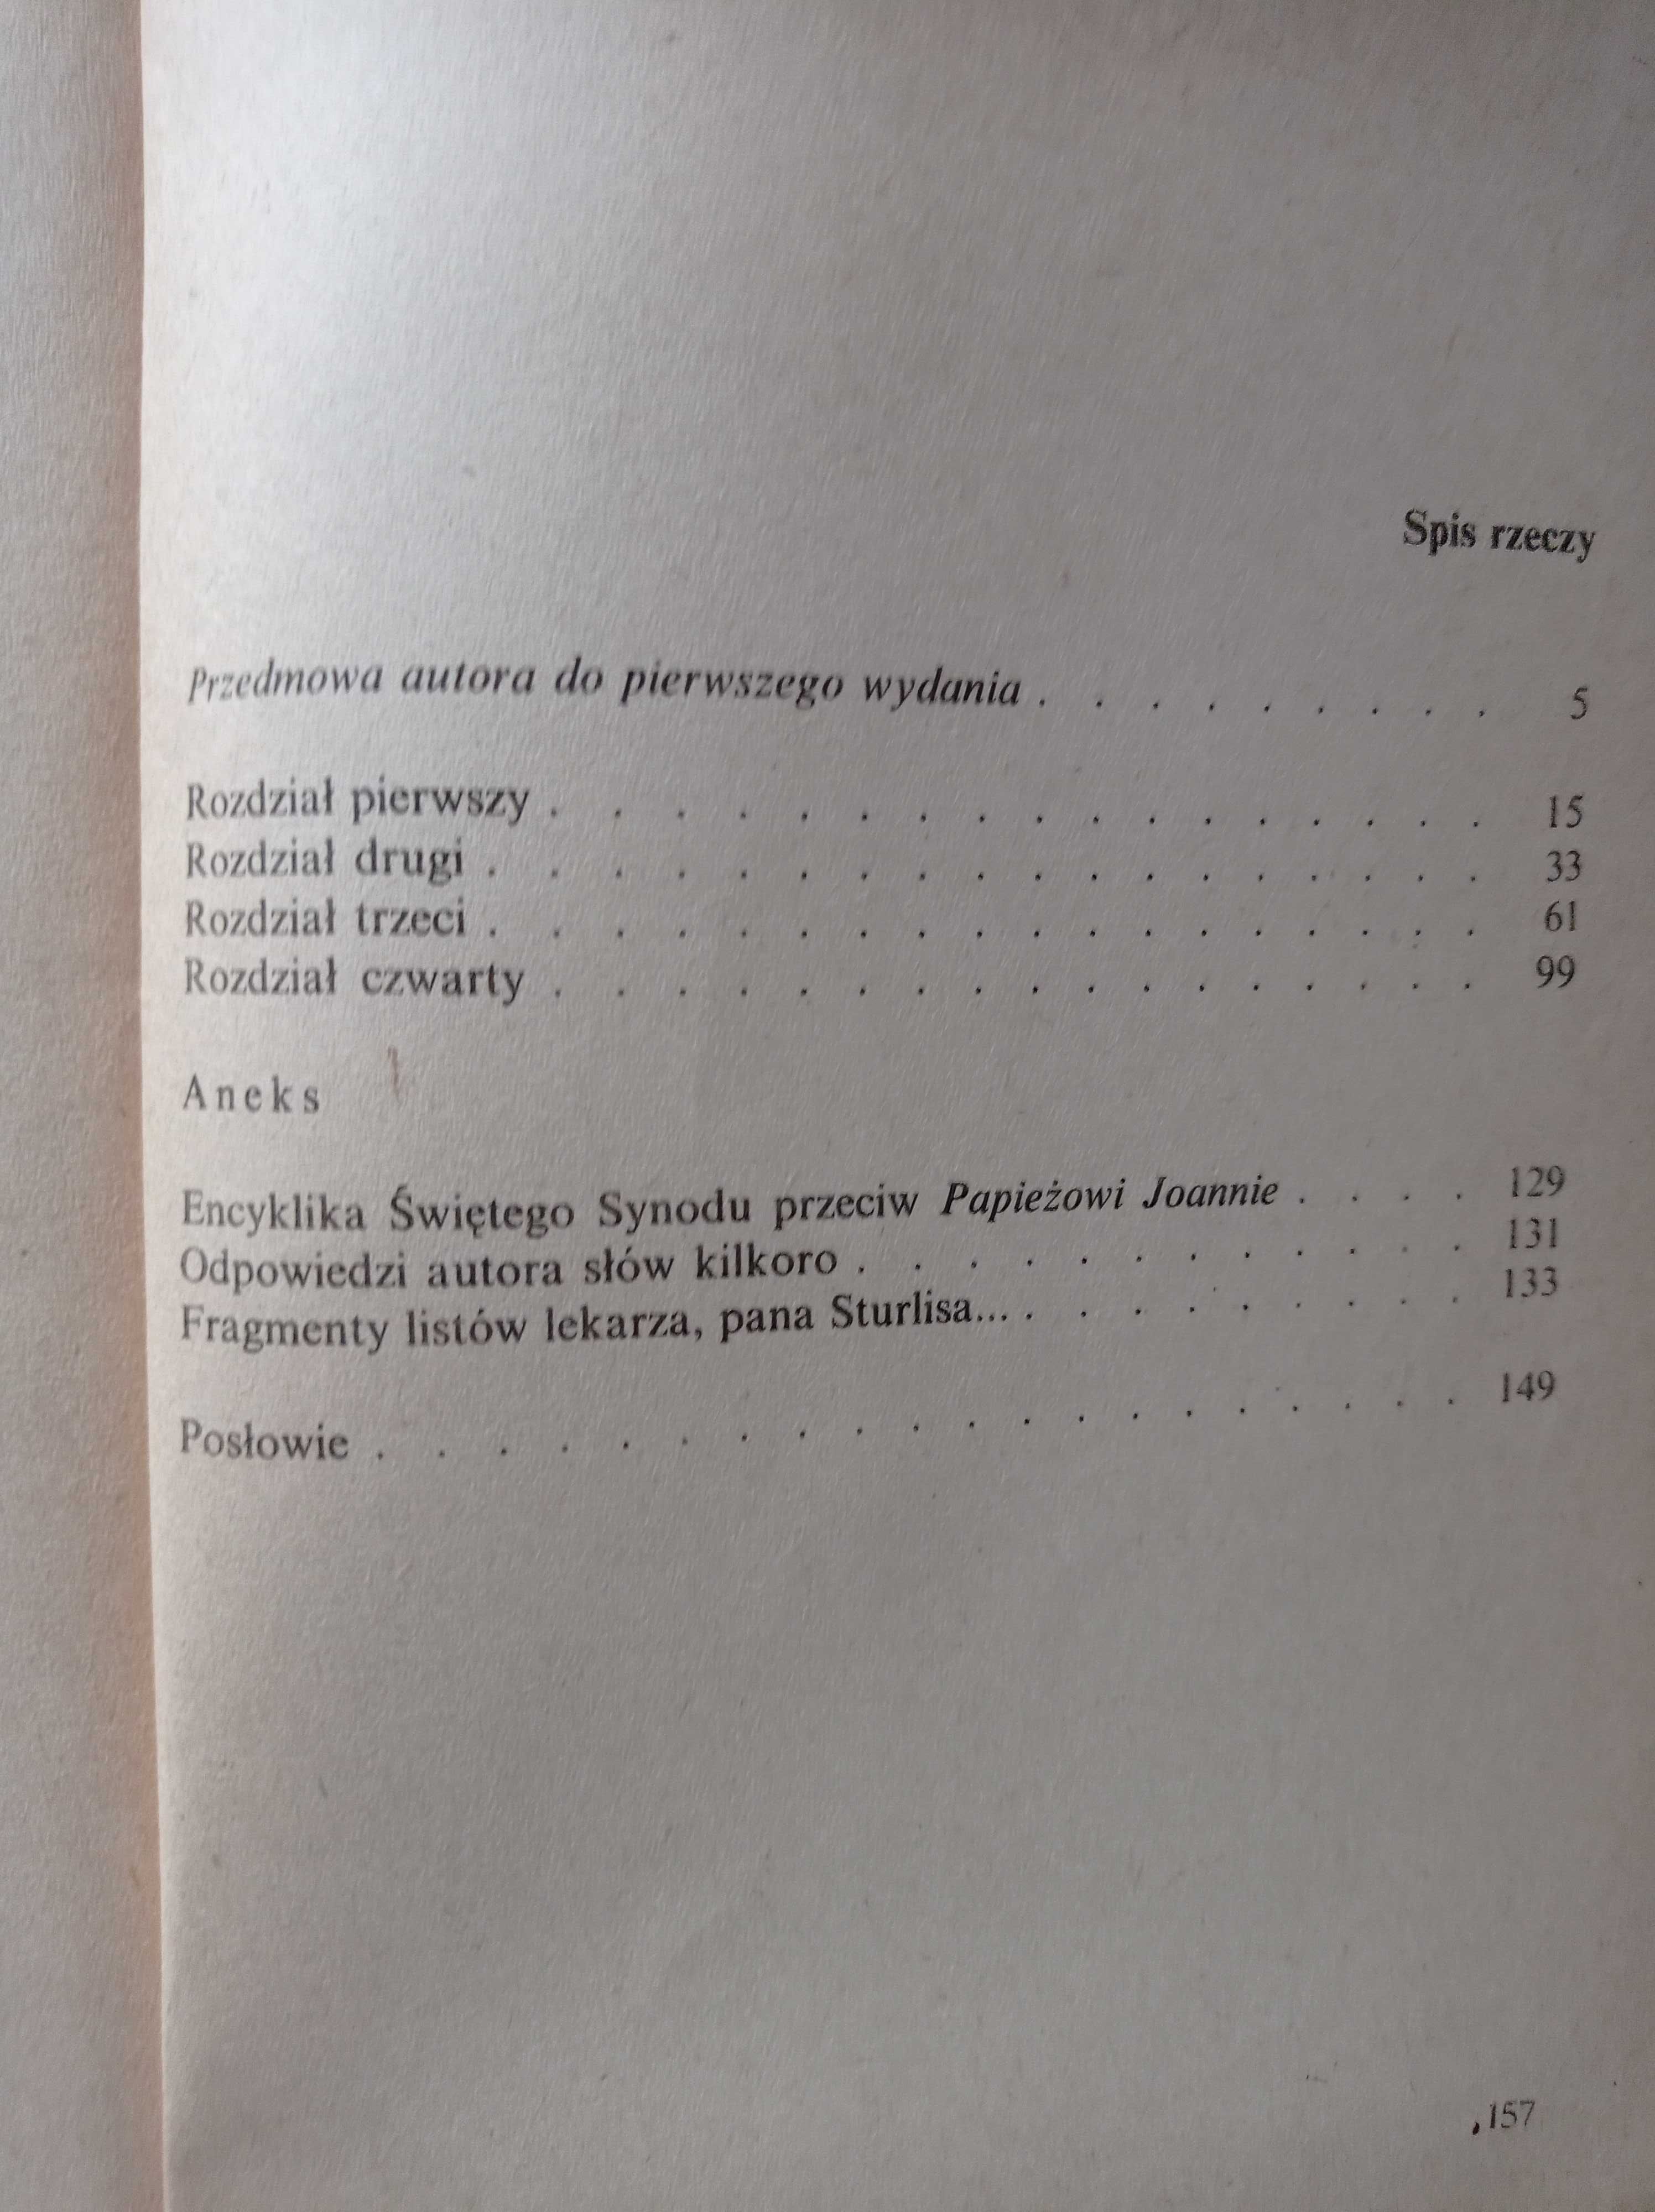 Spis rzeczy
Przedmowa autora do pierwszego wydania . . . . . . . . . 5
Rozdział pierwszy . . . . . . . . . . . . . . . . . 15
Rozdział drugi . . . . . . . . . . . . . . . . . . 33
Rozdział trzeci . . . . . . . . . . . . . . . . . . 61
Rozdział czwarty . . . . . . . . . . . . . . . . . 99
Aneks
Encyklika Świętego Synodu przeciw Papieżowi Joannie . . . . 129
Odpowiedzi autora słów kilkoro . . . . . . . . . . . . 131
Fragmenty listów lekarza, pana Sturlisa... . . . . . . . . . 133
Posłowie . . . . . . . . . . . . . . . . . . . . 149
157